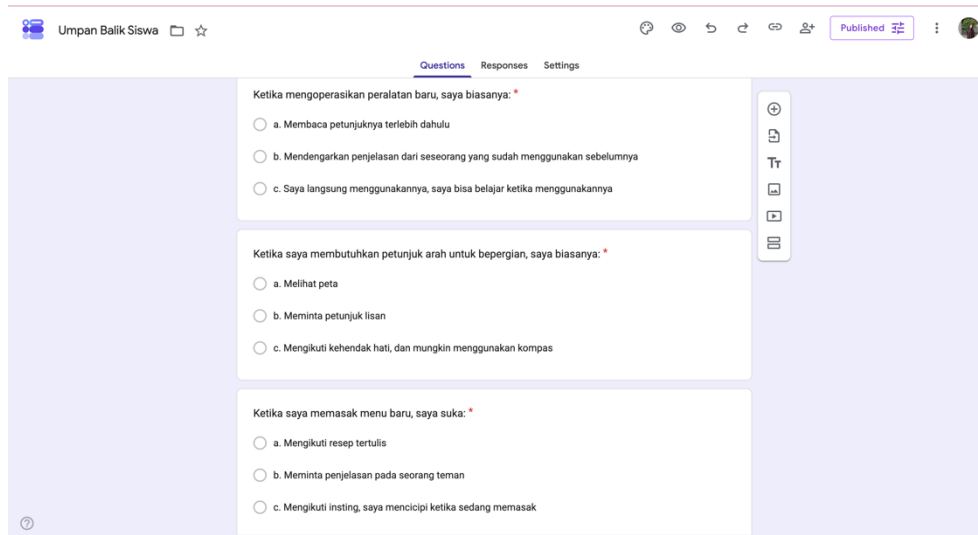 Umpan Balik Siswa
Published
Questions Responses Settings
Ketika mengoperasikan peralatan baru, saya biasanya: *
a. Membaca petunjuknya terlebih dahulu
b. Mendengarkan penjelasan dari seseorang yang sudah menggunakan sebelumnya
c. Saya langsung menggunakannya, saya bisa belajar ketika menggunakannya
Ketika saya membutuhkan petunjuk arah untuk bepergian, saya biasanya: *
a. Melihat peta
b. Meminta petunjuk lisan
c. Mengikuti kehendak hati, dan mungkin menggunakan kompas
Ketika saya memasak menu baru, saya suka: *
a. Mengikuti resep tertulis
b. Meminta penjelasan pada seorang teman
c. Mengikuti insting, saya mencicipi ketika sedang memasak